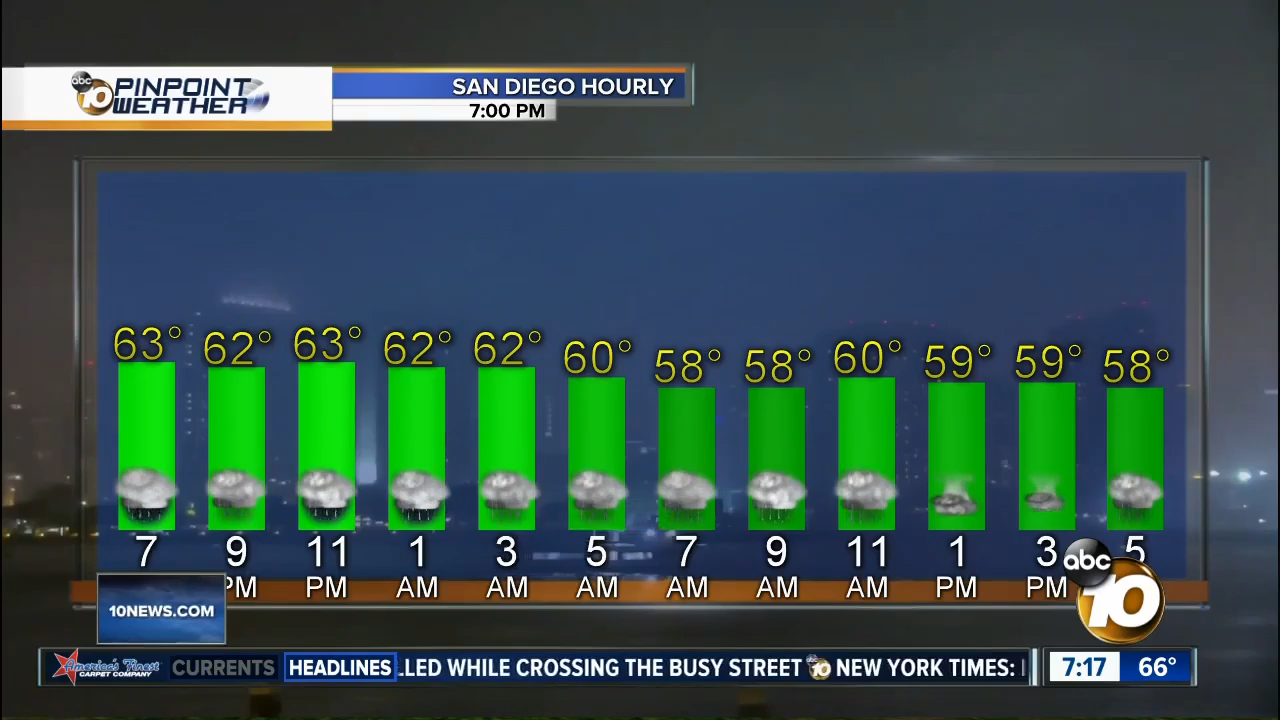 abc 10 PINPOINT WEATHER
SAN DIEGO HOURLY
7:00 PM
63° 62° 63° 62° 62° 60° 58° 58° 60° 59° 59° 58°
7 9 11 1 3 5 7 9 11 1 3 5
PM PM AM AM AM AM AM AM PM PM
10NEWS.COM
abc 10
America's Finest CARPET COMPANY
CURRENTS HEADLINES LLED WHILE CROSSING THE BUSY STREET 10 NEW YORK TIMES:
7:17 66°